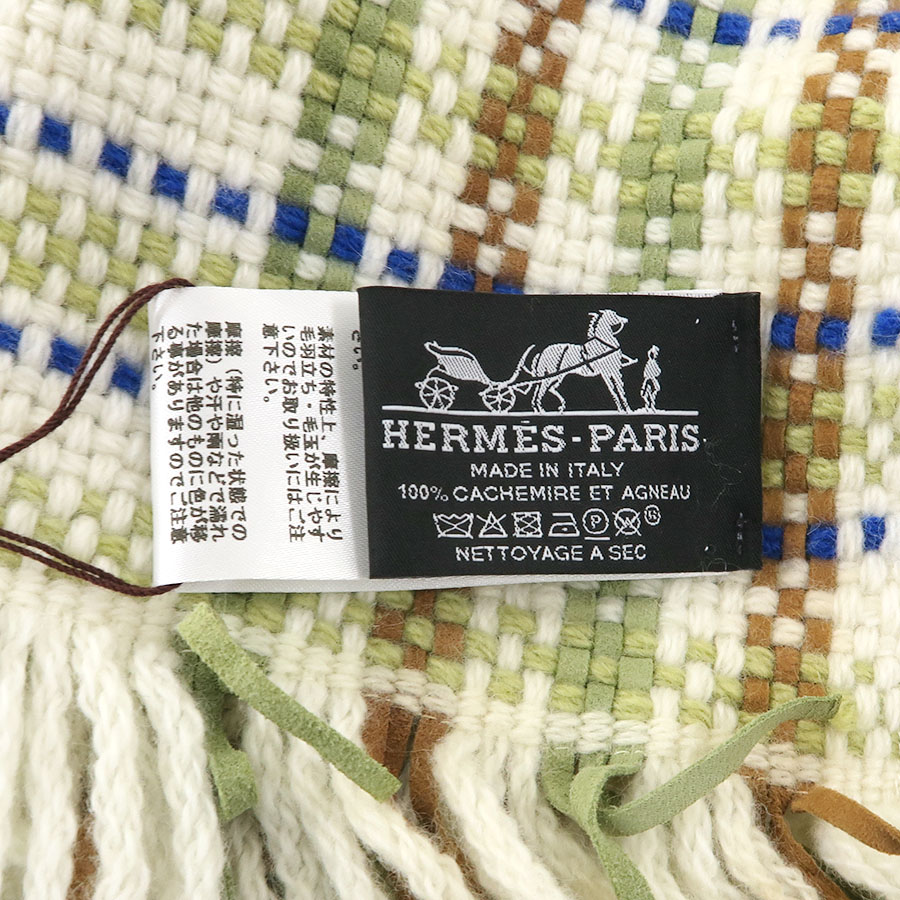 さい。
素材の特性上、摩擦により
毛羽立ち・毛玉が生じやす
いのでお取り扱いにはご注
意下さい。
摩擦（特に湿った状態での
摩擦）や汗や雨などで濡れ
た場合は他のものに色が移
る事がありますのでご注意
下さい。
HERMÈS-PARIS
MADE IN ITALY
100% CACHEMIRE ET AGNEAU
P
R
NETTOYAGE A SEC